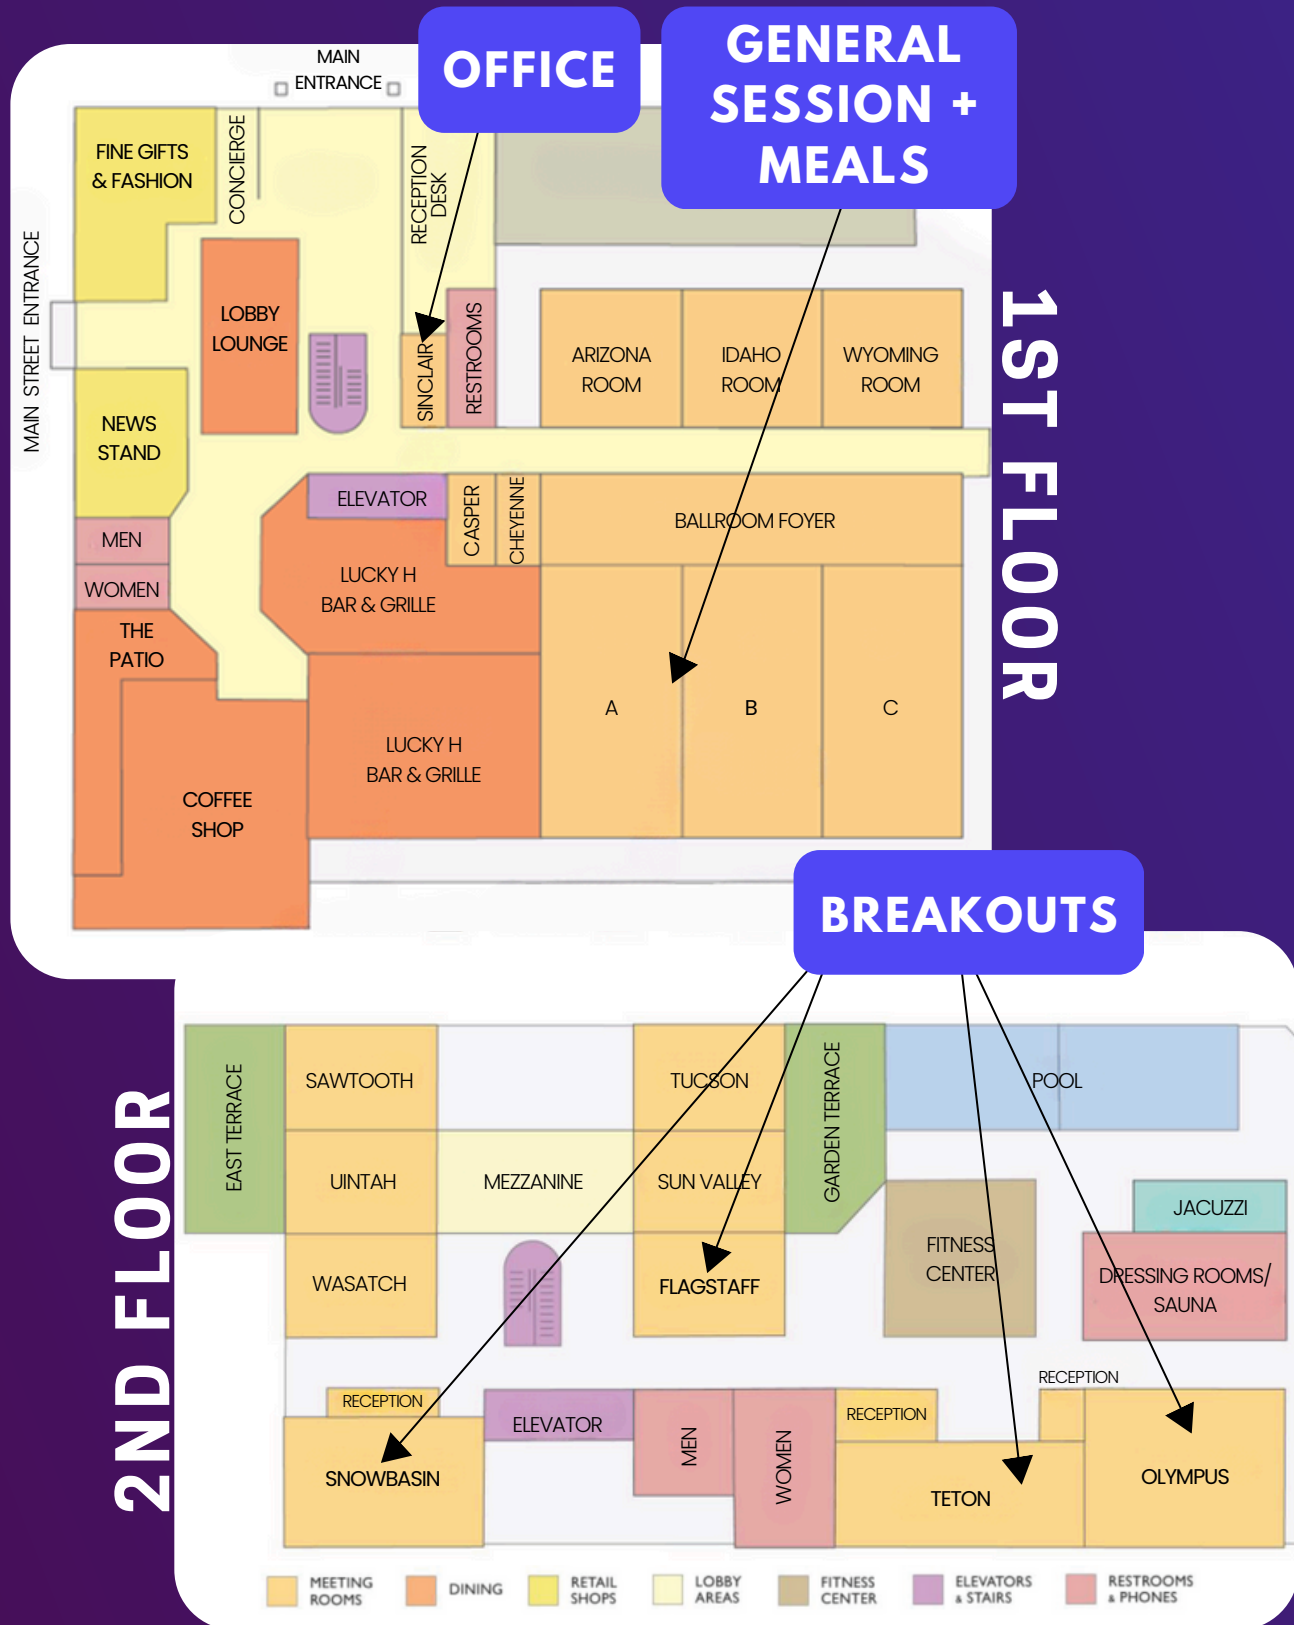 OFFICE
GENERAL
SESSION +
MEALS
MAIN
ENTRANCE
FINE GIFTS
& FASHION
CONCIERGE
RECEPTION
DESK
MAIN STREET ENTRANCE
LOBBY
LOUNGE
SINCLAIR
RESTROOMS
ARIZONA
ROOM
IDAHO
ROOM
WYOMING
ROOM
1ST FLOOR
NEWS
STAND
ELEVATOR
CASPER
CHEYENNE
BALLROOM FOYER
MEN
WOMEN
LUCKY H
BAR & GRILLE
THE
PATIO
A
B
C
LUCKY H
BAR & GRILLE
COFFEE
SHOP
BREAKOUTS
2ND FLOOR
EAST TERRACE
SAWTOOTH
TUCSON
GARDEN TERRACE
POOL
UINTAH
MEZZANINE
SUN VALLEY
JACUZZI
WASATCH
FLAGSTAFF
FITNESS
CENTER
DRESSING ROOMS/
SAUNA
RECEPTION
RECEPTION
RECEPTION
ELEVATOR
MEN
WOMEN
SNOWBASIN
TETON
OLYMPUS
MEETING
ROOMS
DINING
RETAIL
SHOPS
LOBBY
AREAS
FITNESS
CENTER
ELEVATORS
& STAIRS
RESTROOMS
& PHONES